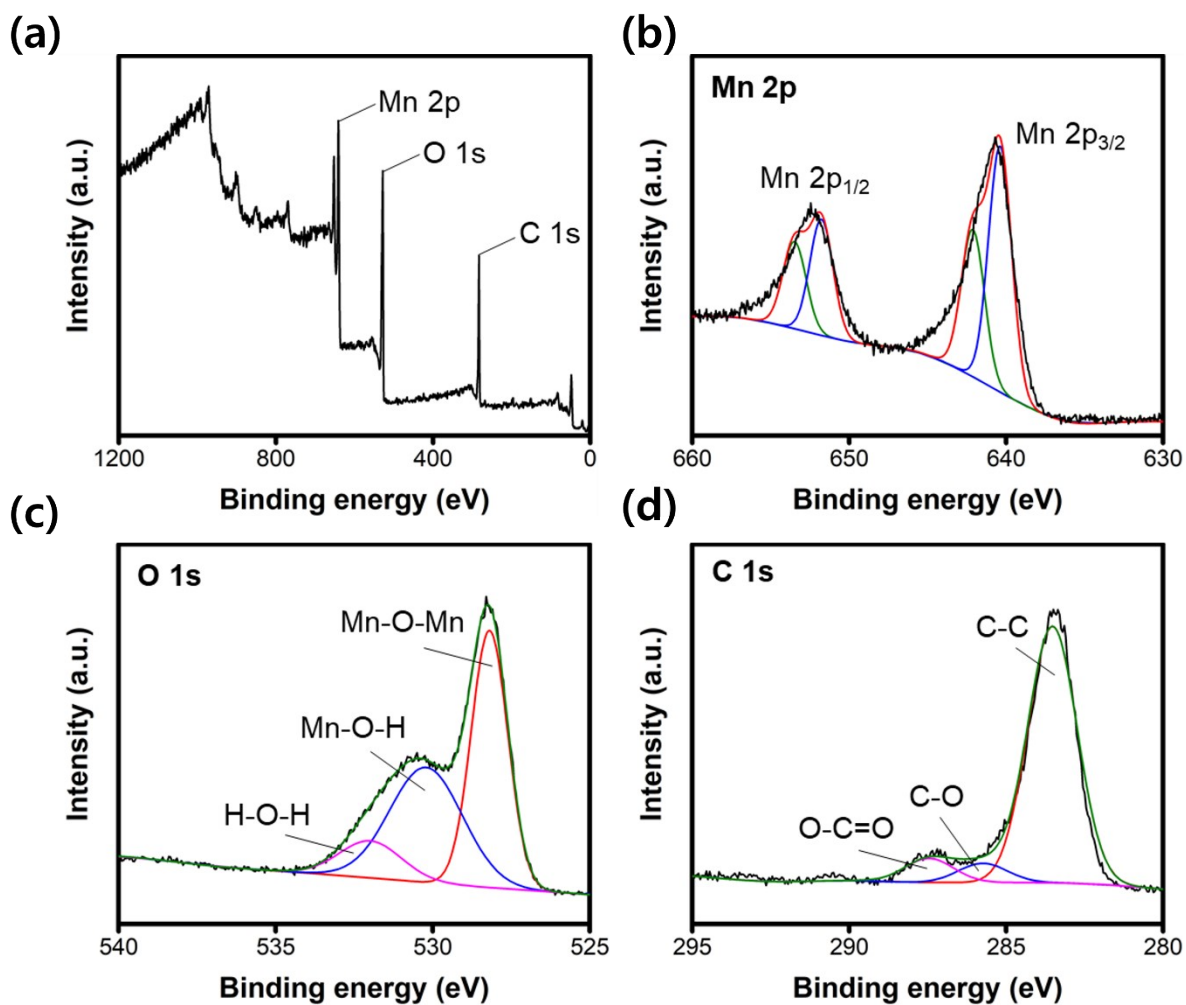 (a)
Mn 2p
O 1s
C 1s
Intensity (a.u.)
1200 800 400 0
Binding energy (eV)
(b)
Mn 2p
Mn 2p3/2
Mn 2p1/2
Intensity (a.u.)
660 650 640 630
Binding energy (eV)
(c)
O 1s
Mn-O-Mn
Mn-O-H
H-O-H
Intensity (a.u.)
540 535 530 525
Binding energy (eV)
(d)
C 1s
C-C
C-O
O-C=O
Intensity (a.u.)
295 290 285 280
Binding energy (eV)